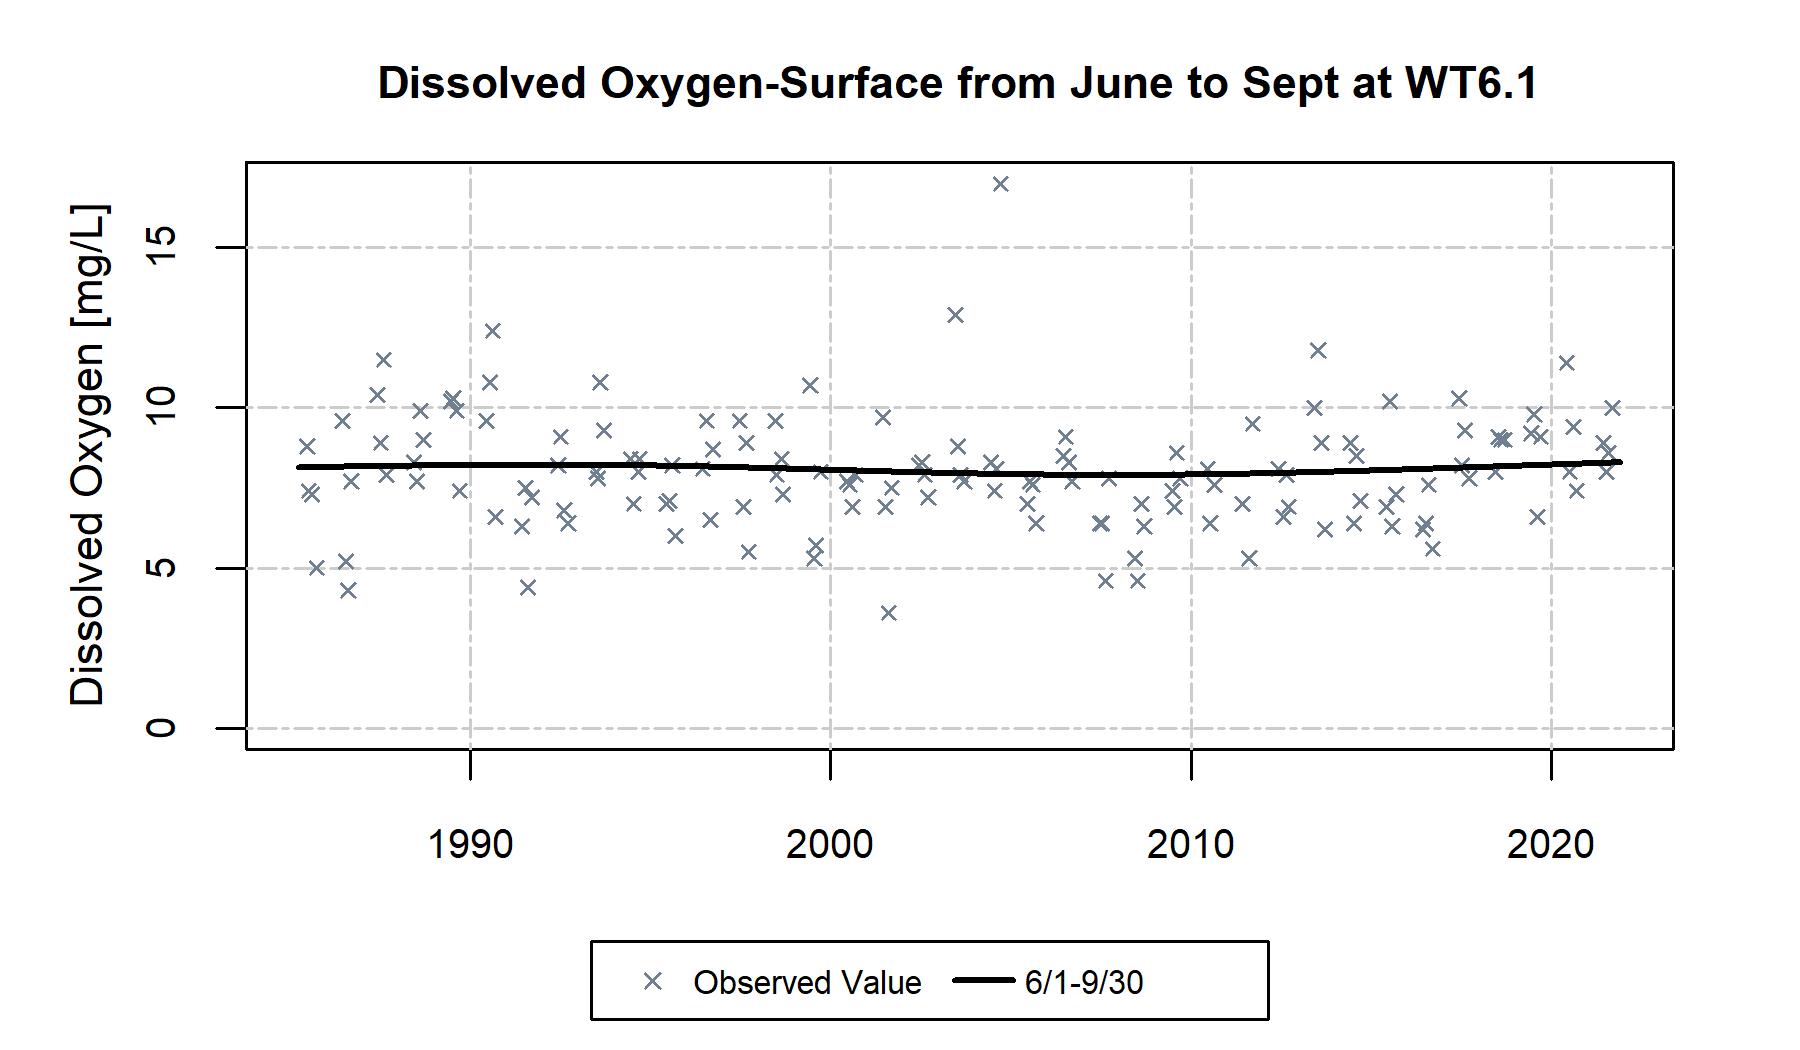 Dissolved Oxygen-Surface from June to Sept at WT6.1
Dissolved Oxygen [mg/L]
15
10
5
0
1990 2000 2010 2020
Observed Value 6/1-9/30